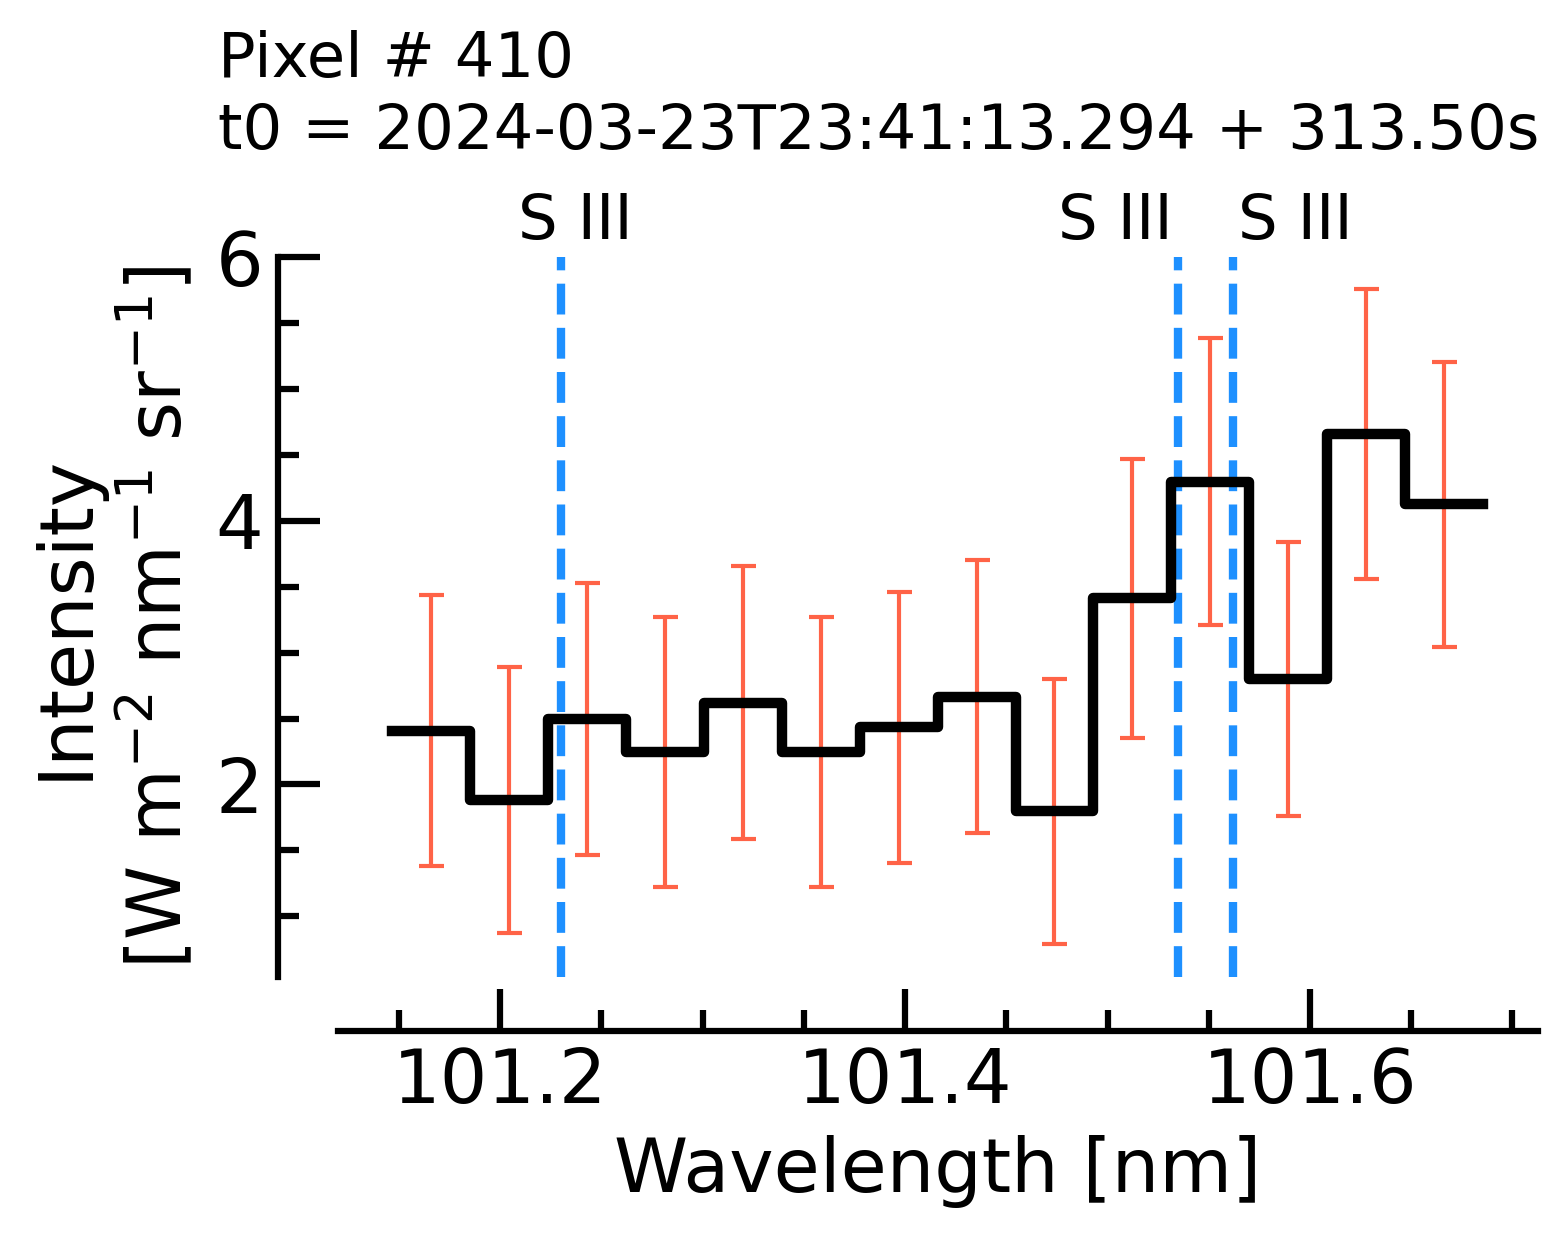 Pixel # 410
t0 = 2024-03-23T23:41:13.294 + 313.50s
S III S III S III
Intensity
[W m⁻² nm⁻¹ sr⁻¹]
6
4
2
101.2 101.4 101.6
Wavelength [nm]